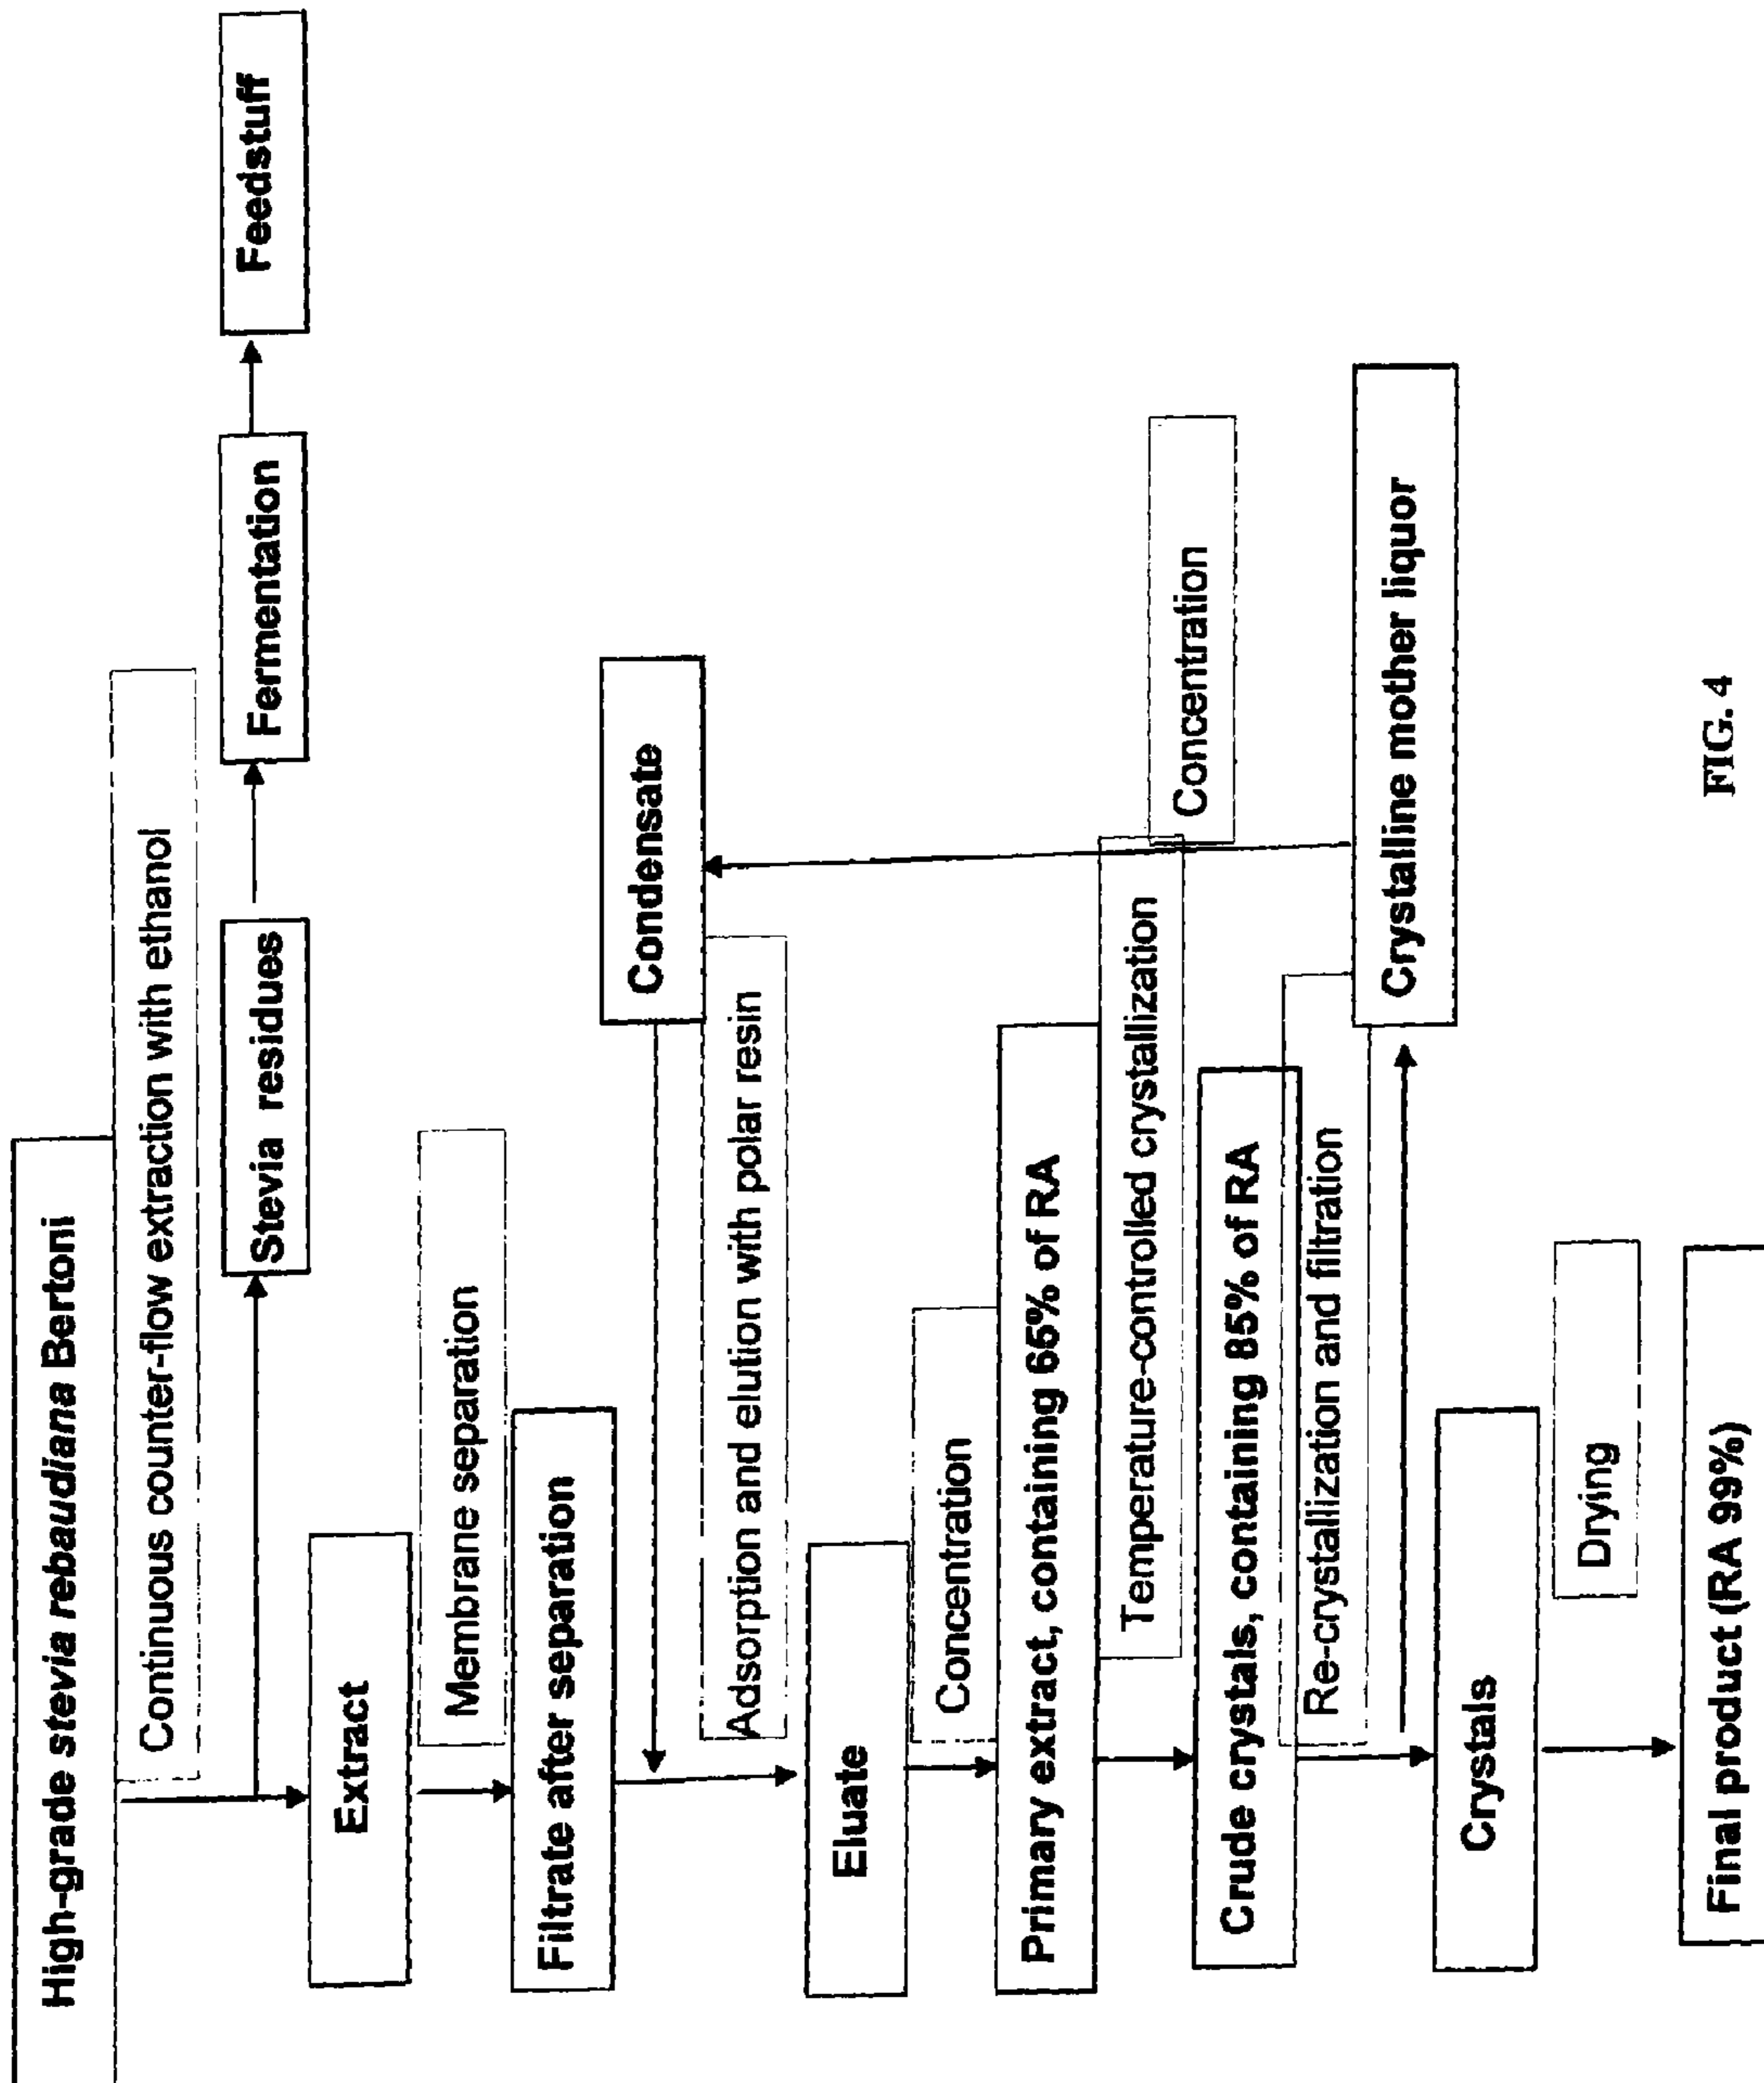 High-grade stevia rebaudiana Bertoni
Continuous counter-flow extraction with ethanol
Stevia residues
Fermentation
Feedstuff
Extract
Membrane separation
Filtrate after separation
Condensate
Adsorption and elution with polar resin
Eluate
Concentration
Primary extract, containing 65% of RA
Temperature-controlled crystallization
Concentration
Crude crystals, containing 85% of RA
Re-crystallization and filtration
Crystalline mother liquor
Crystals
Drying
Final product (RA 99%)
FIG. 4